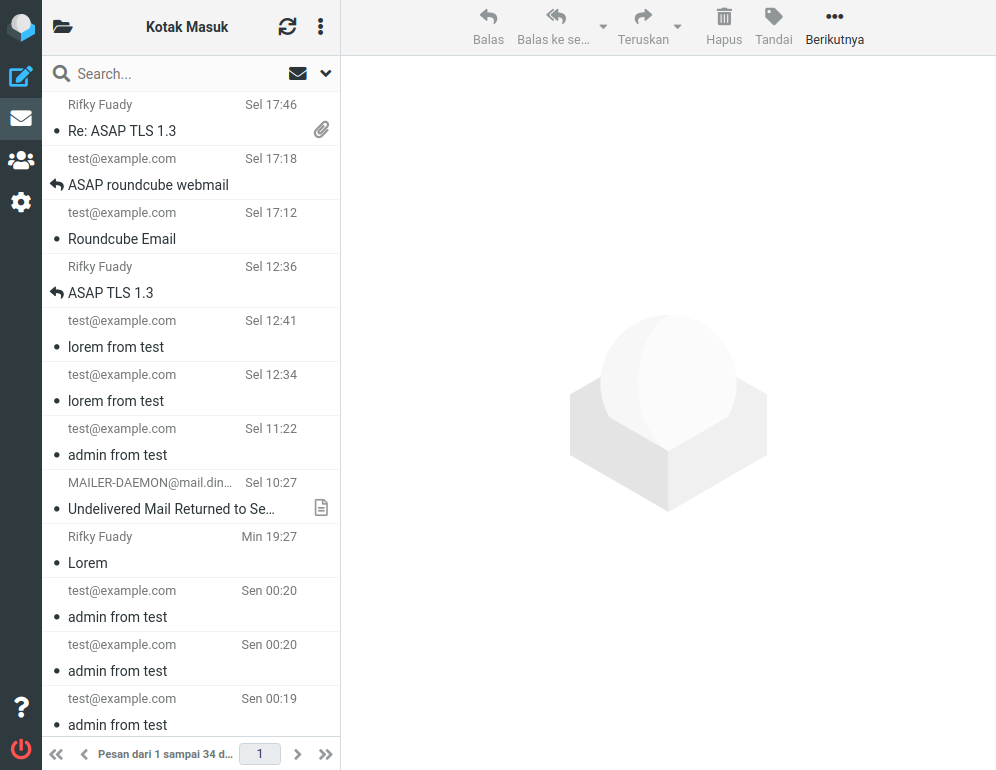 Kotak Masuk
Balas
Balas ke se...
Teruskan
Hapus
Tandai
Berikutnya
Search...
Rifky Fuady Sel 17:46
Re: ASAP TLS 1.3
test@example.com Sel 17:18
ASAP roundcube webmail
test@example.com Sel 17:12
Roundcube Email
Rifky Fuady Sel 12:36
ASAP TLS 1.3
test@example.com Sel 12:41
lorem from test
test@example.com Sel 12:34
lorem from test
test@example.com Sel 11:22
admin from test
MAILER-DAEMON@mail.din... Sel 10:27
Undelivered Mail Returned to Se...
Rifky Fuady Min 19:27
Lorem
test@example.com Sen 00:20
admin from test
test@example.com Sen 00:20
admin from test
test@example.com Sen 00:19
admin from test
Pesan dari 1 sampai 34 d... 1